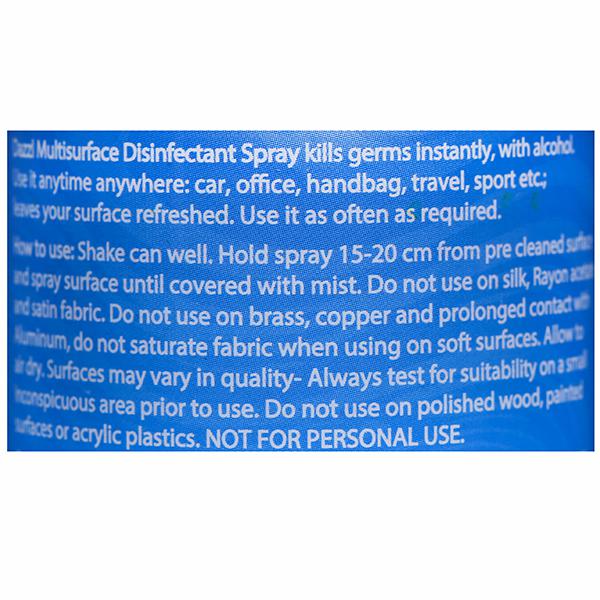 Dazzl Multisurface Disinfectant Spray kills germs instantly, with alcohol.
Use it anytime anywhere: car, office, handbag, travel, sport etc.;
leaves your surface refreshed. Use it as often as required.
How to use: Shake can well. Hold spray 15-20 cm from pre cleaned surface
and spray surface until covered with mist. Do not use on silk, Rayon acetate
and satin fabric. Do not use on brass, copper and prolonged contact with
Aluminum, do not saturate fabric when using on soft surfaces. Allow to
air dry. Surfaces may vary in quality- Always test for suitability on a small
inconspicuous area prior to use. Do not use on polished wood, painted
surfaces or acrylic plastics. NOT FOR PERSONAL USE.